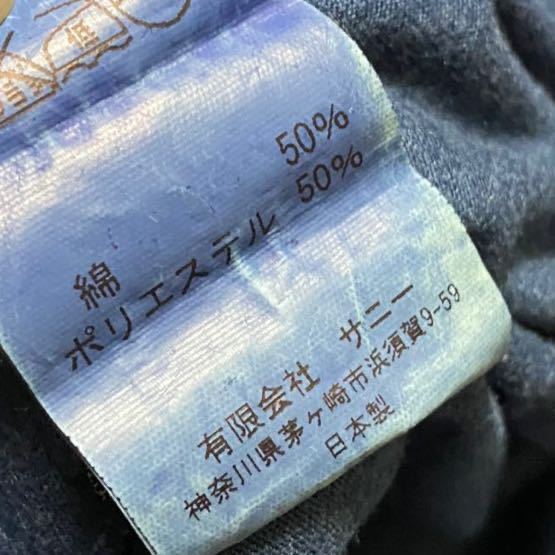 綿 50%
ポリエステル 50%
有限会社 サニー
神奈川県茅ヶ崎市浜須賀9-59
日本製